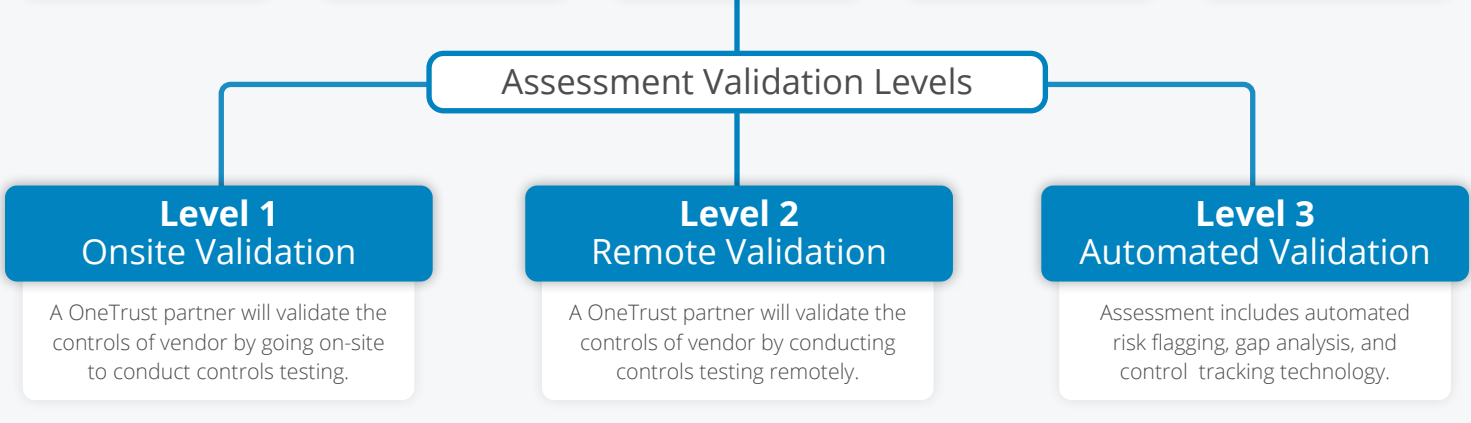 Assessment Validation Levels
Level 1
Onsite Validation
A OneTrust partner will validate the
controls of vendor by going on-site
to conduct controls testing.
Level 2
Remote Validation
A OneTrust partner will validate the
controls of vendor by conducting
controls testing remotely.
Level 3
Automated Validation
Assessment includes automated
risk flagging, gap analysis, and
control  tracking technology.